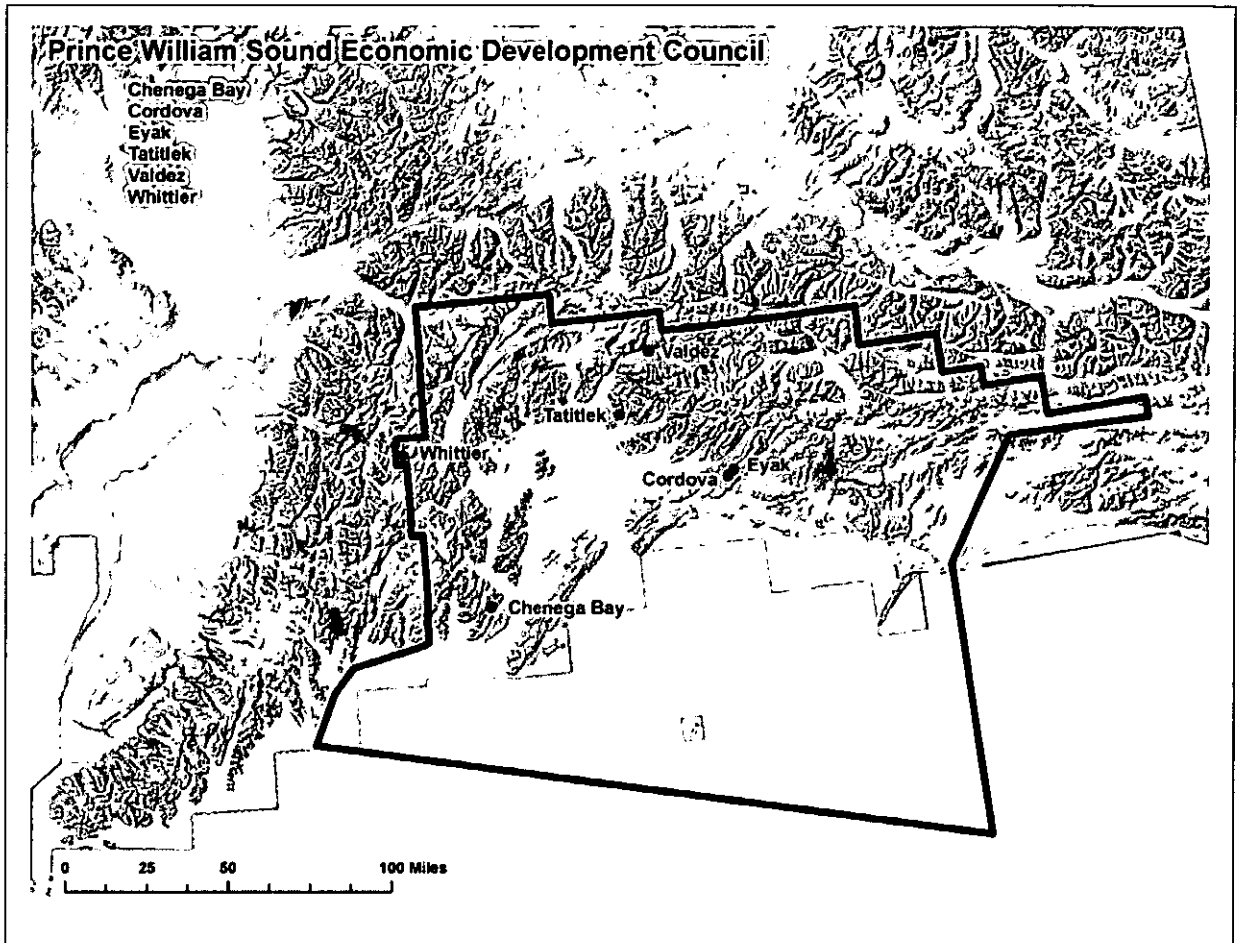 Prince William Sound Economic Development Council
Chenega Bay
Cordova
Eyak
Tatitlek
Valdez
Whittier
Valdez
Tatitlek
Whittier
Eyak
Cordova
Chenega Bay
0 25 50 100 Miles